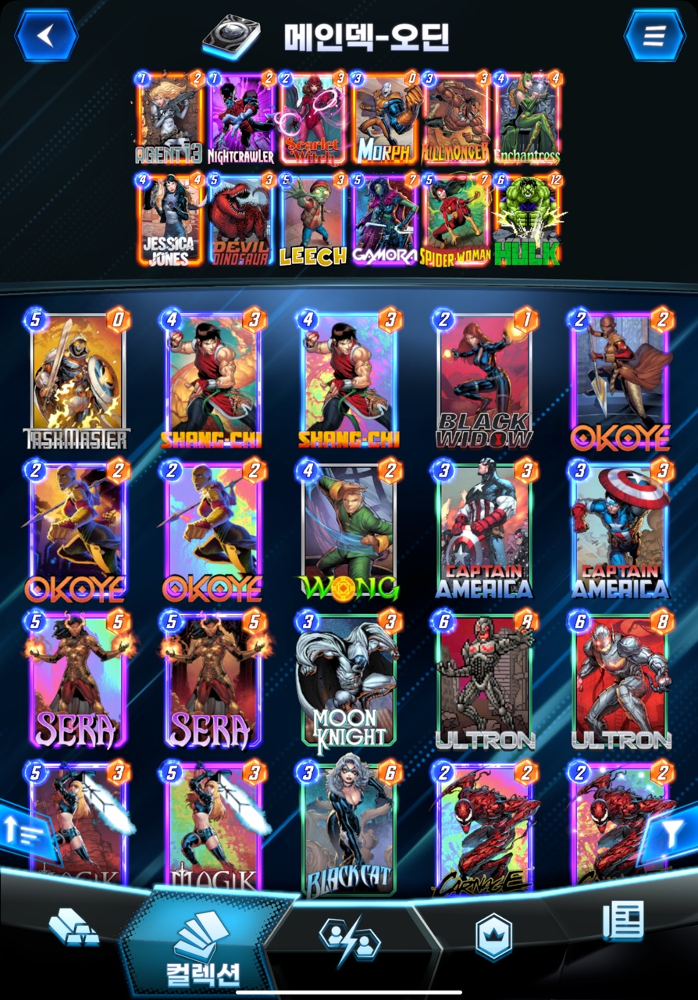 메인덱-오딘
1 2 1 2 2 3 3 0 3 3 4 4
AGENT 13 NIGHTCRAWLER Scarlet Witch MORPH KILLMONGER Enchantress
4 4 5 3 5 3 5 7 5 7 6 12
JESSICA JONES DEVIL DINOSAUR LEECH GAMORA SPIDER-WOMAN HULK
5 0 4 3 4 3 2 1 2 2
TASKMASTER SHANG-CHI SHANG-CHI BLACK WIDOW OKOYE
2 2 2 2 4 2 3 3 3 3
OKOYE OKOYE WONG CAPTAIN AMERICA CAPTAIN AMERICA
5 5 5 5 3 3 6 8 6 8
SERA SERA MOON KNIGHT ULTRON ULTRON
5 3 5 3 3 6 2 2 2 2
MAGIK MAGIK BLACK CAT CARNAGE
컬렉션